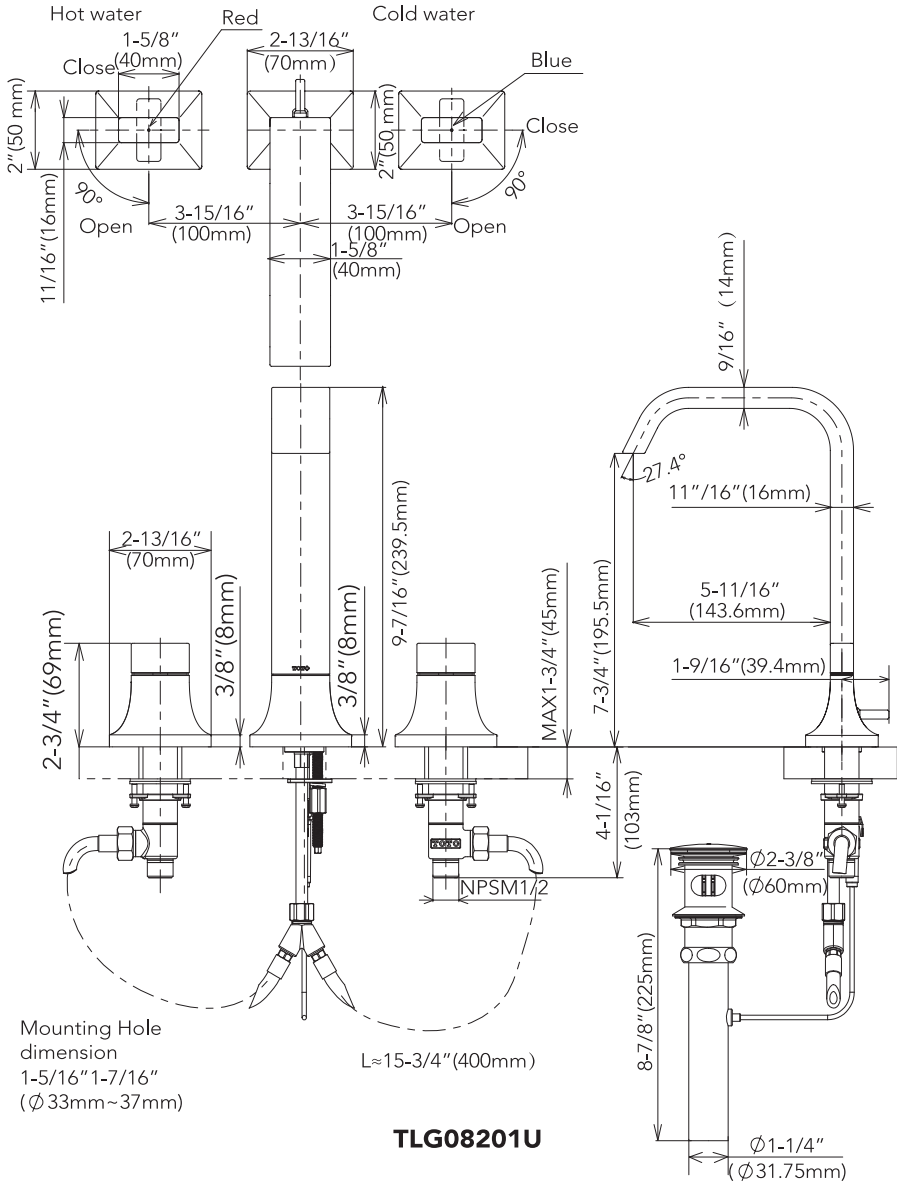 Hot water
Cold water
Red
1-5/8"
(40mm)
2-13/16"
(70mm)
Blue
Close
Close
2"(50 mm)
2"(50 mm)
11/16"(16mm)
90°
90°
Open
Open
3-15/16"
(100mm)
3-15/16"
(100mm)
1-5/8"
(40mm)
9/16" (14mm)
27.4°
11"/16"(16mm)
2-13/16"
(70mm)
5-11/16"
(143.6mm)
9-7/16"(239.5mm)
7-3/4"(195.5mm)
MAX1-3/4"(45mm)
1-9/16"(39.4mm)
2-3/4"(69mm)
3/8"(8mm)
3/8"(8mm)
TOTO
4-1/16"
(103mm)
TOTO
NPSM1/2
Ø2-3/8"
(Ø60mm)
8-7/8"(225mm)
Mounting Hole
dimension
1-5/16"1-7/16"
(Ø33mm~37mm)
L≈15-3/4"(400mm)
TLG08201U
Ø1-1/4"
(Ø31.75mm)